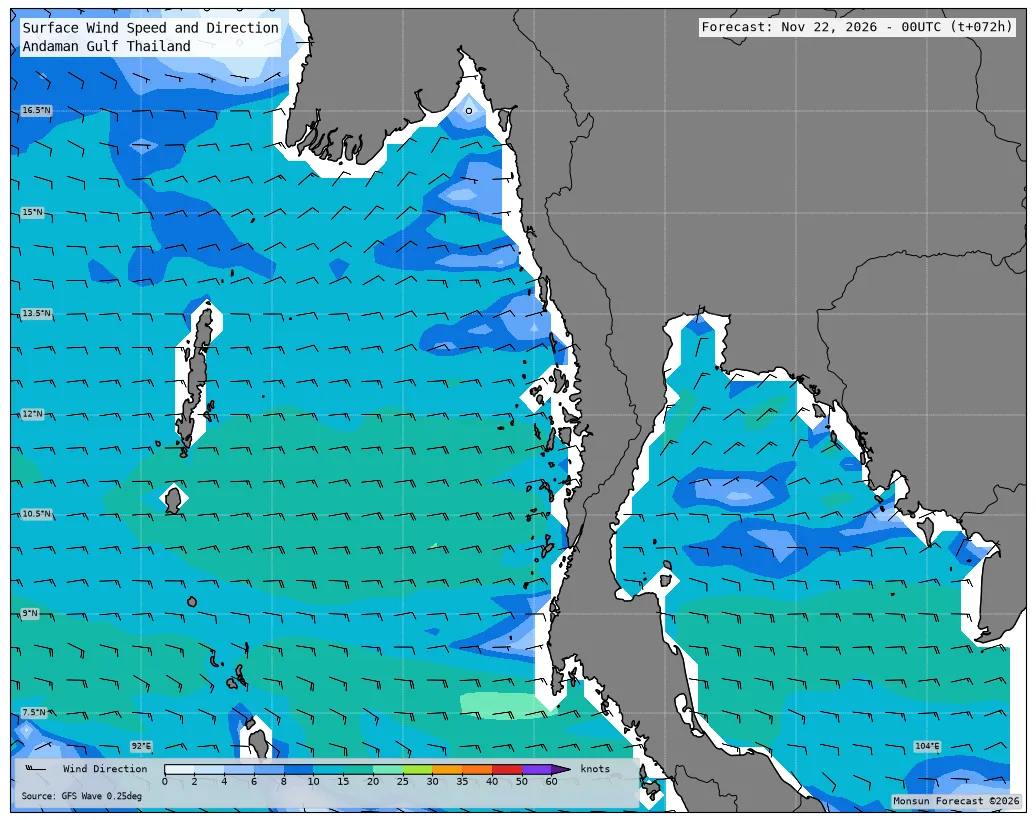 Surface Wind Speed and Direction
Andaman Gulf Thailand
Forecast: Nov 22, 2026 - 00UTC (t+072h)
16.5°N
15°N
13.5°N
12°N
10.5°N
9°N
7.5°N
92°E
104°E
Wind Direction
knots
0 2 4 6 8 10 15 20 25 30 35 40 50 60
Source: GFS Wave 0.25deg
Monsun Forecast ©2026